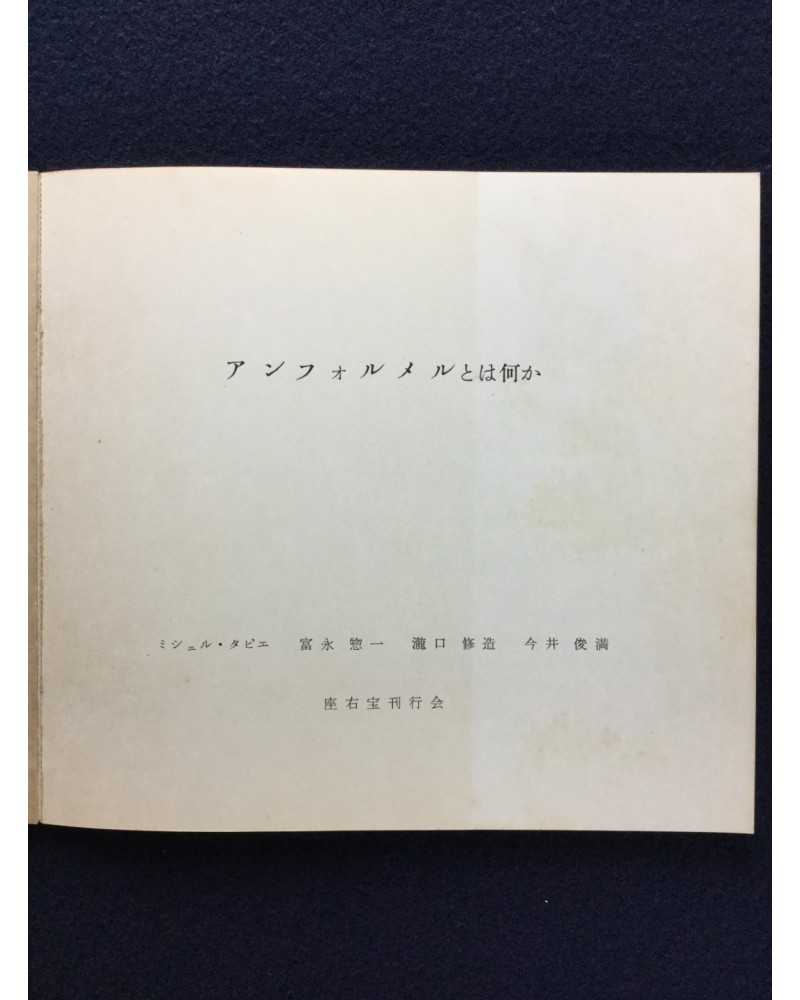 アンフォルメルとは何か
ミシェル・タピエ 富永惣一 瀧口修造 今井俊満
座右宝刊行会